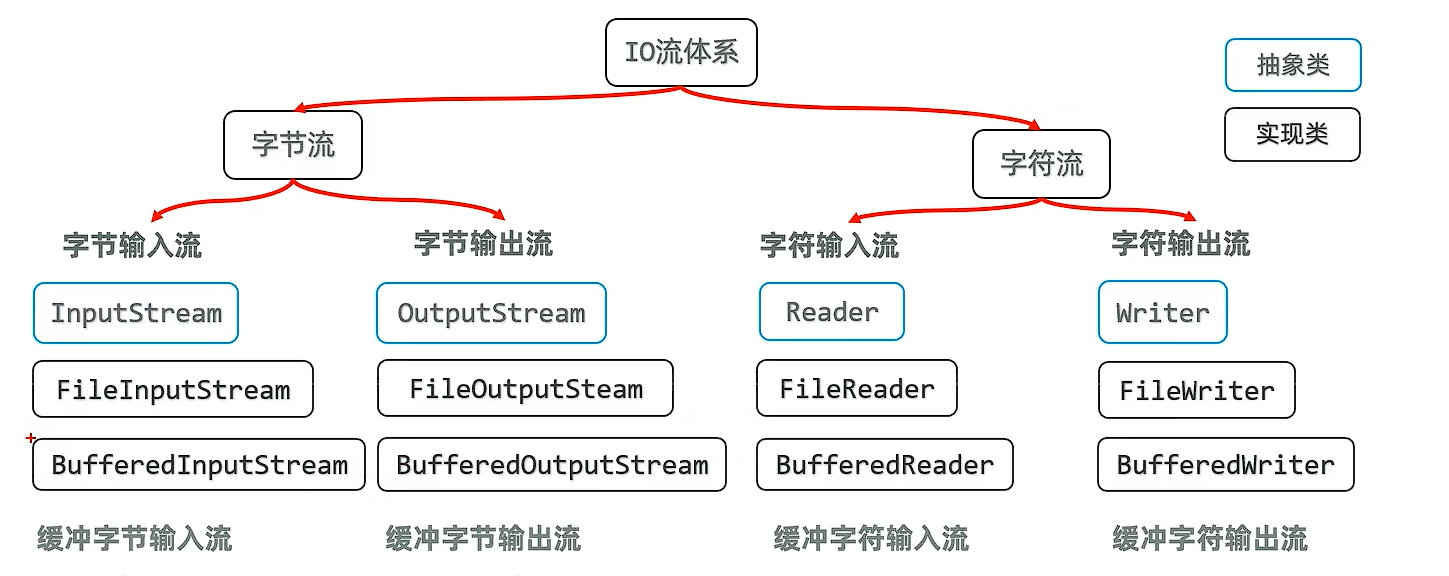 IO流体系
抽象类
实现类
字节流
字符流
字节输入流
字节输出流
字符输入流
字符输出流
InputStream
OutputStream
Reader
Writer
FileInputStream
FileOutputSteam
FileReader
FileWriter
BufferedInputStream
BufferedOutputStream
BufferedReader
BufferedWriter
缓冲字节输入流
缓冲字节输出流
缓冲字符输入流
缓冲字符输出流